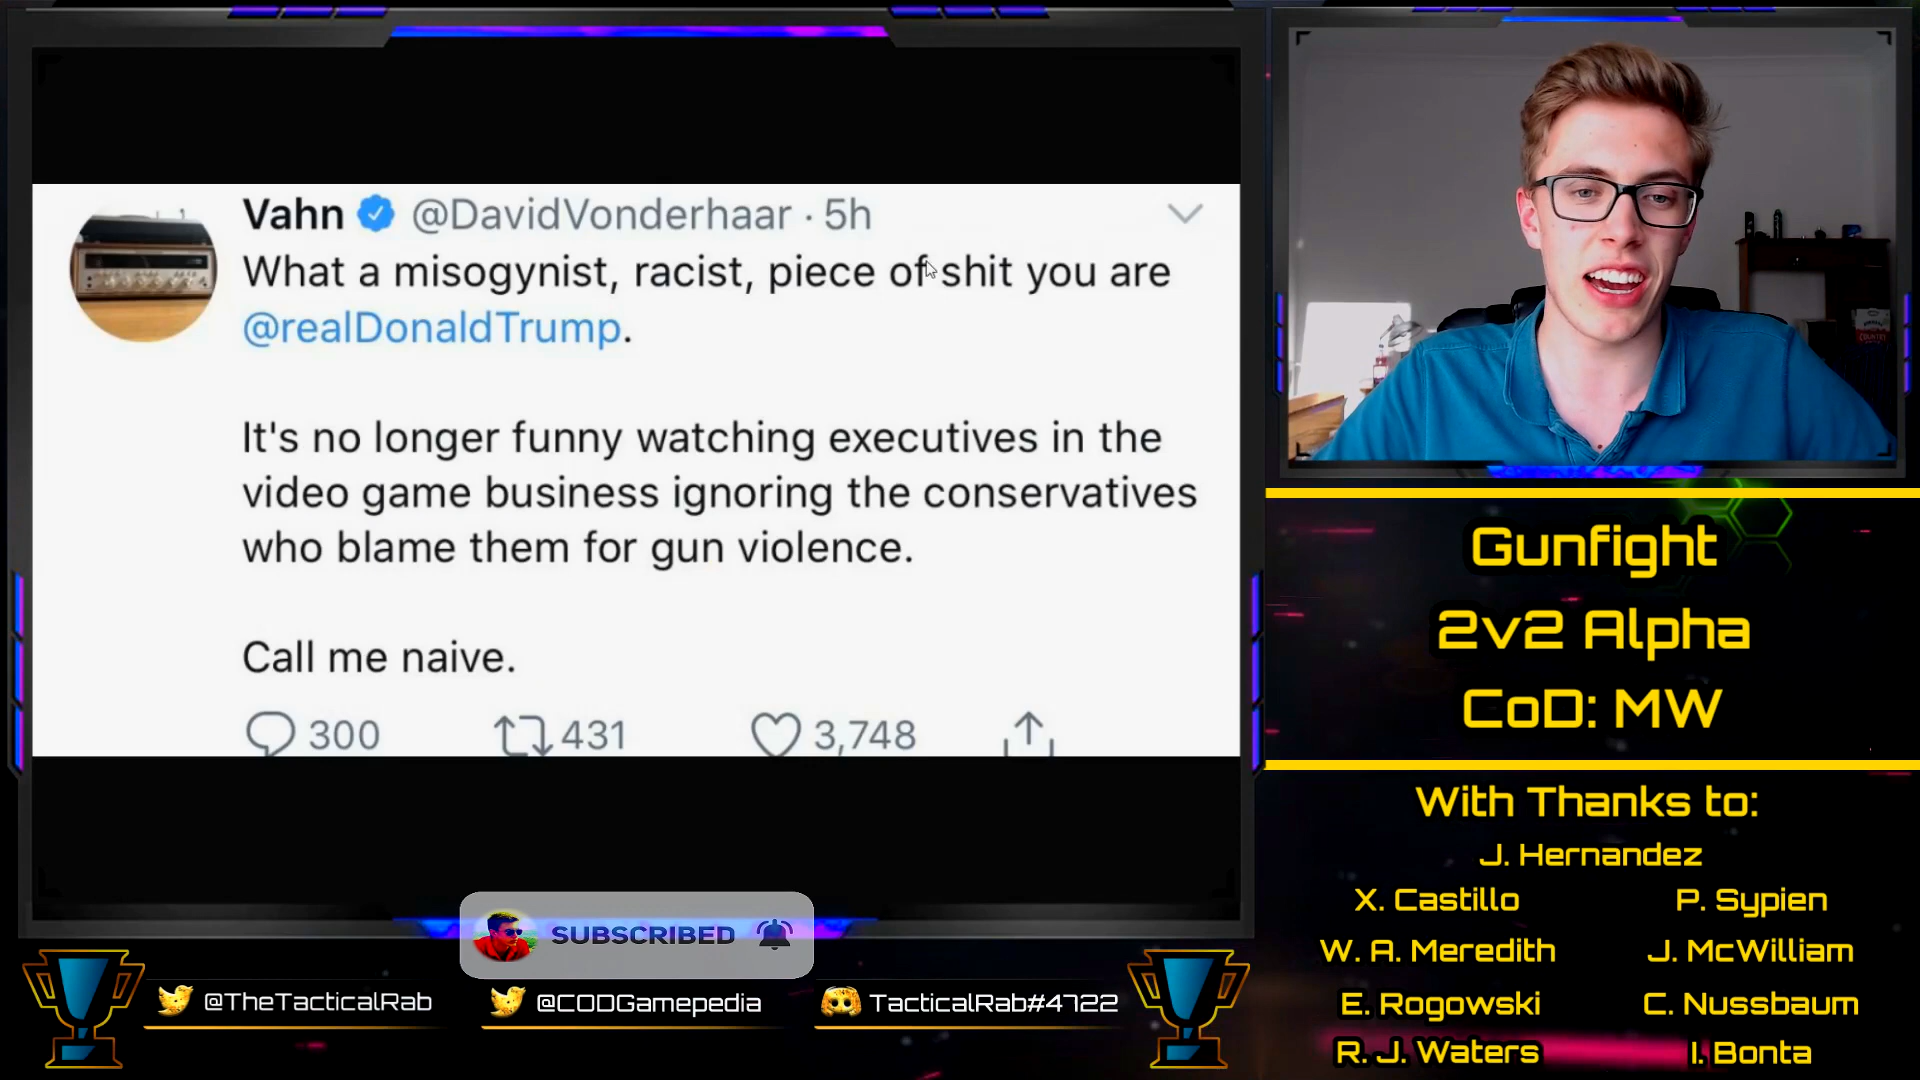 Vahn @DavidVonderhaar · 5h
What a misogynist, racist, piece of shit you are
@realDonaldTrump.
It's no longer funny watching executives in the
video game business ignoring the conservatives
who blame them for gun violence.
Call me naive.
300 431 3,748
Gunfight
2v2 Alpha
CoD: MW
With Thanks to:
J. Hernandez
X. Castillo P. Sypien
W. A. Meredith J. McWilliam
E. Rogowski C. Nussbaum
R. J. Waters I. Bonta
SUBSCRIBED
@TheTacticalRab @CODGamepedia TacticalRab#4722